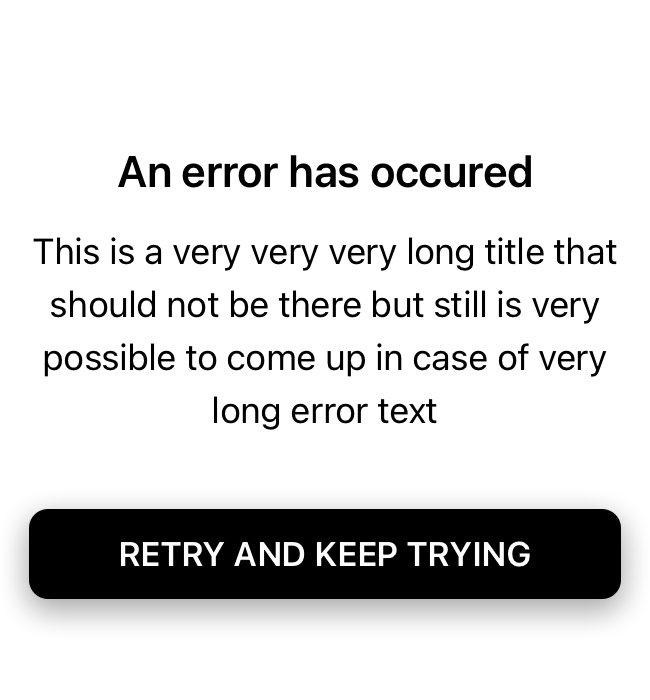 An error has occured
This is a very very very long title that
should not be there but still is very
possible to come up in case of very
long error text
RETRY AND KEEP TRYING